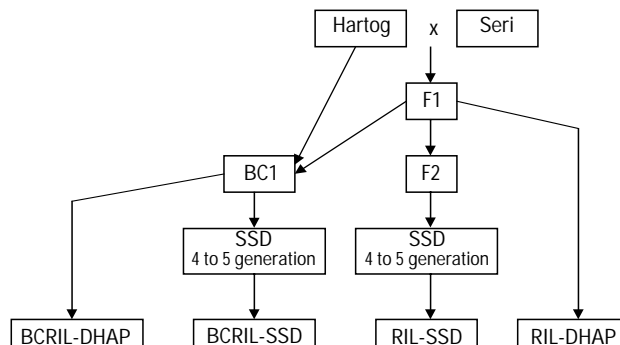 Hartog x Seri
F1
BC1 F2
SSD SSD
4 to 5 generation 4 to 5 generation
BCRIL-DHAP BCRIL-SSD RIL-SSD RIL-DHAP